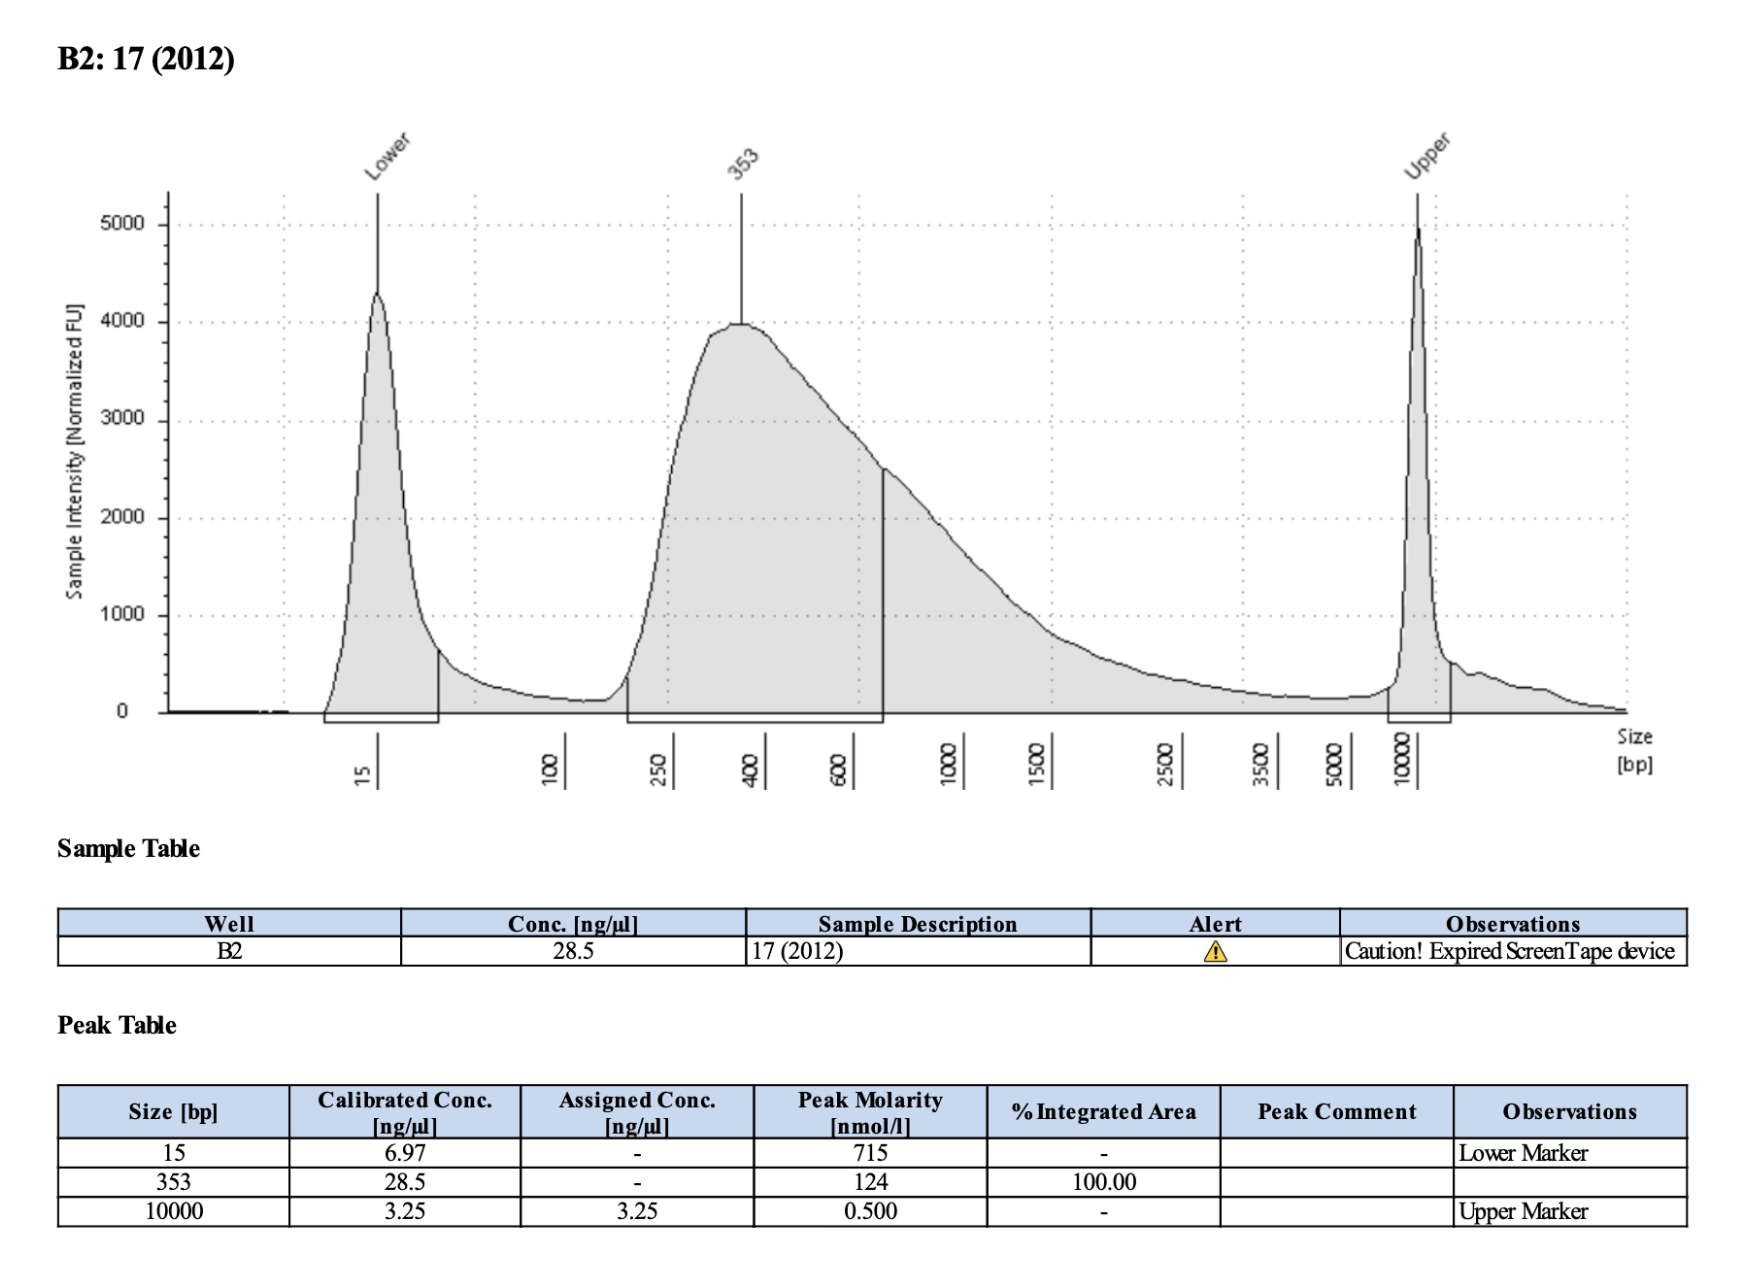 B2: 17 (2012)
Lower
353
Upper
Sample Intensity [Normalized FU]
5000
4000
3000
2000
1000
0
15
100
250
400
600
1000
1500
2500
3500
5000
10000
Size
[bp]
Sample Table
Well Conc. [ng/µl] Sample Description Alert Observations
B2 28.5 17 (2012) Caution! Expired ScreenTape device
Peak Table
Size [bp] Calibrated Conc. [ng/µl] Assigned Conc. [ng/µl] Peak Molarity [nmol/l] % Integrated Area Peak Comment Observations
15 6.97 - 715 - Lower Marker
353 28.5 - 124 100.00
10000 3.25 3.25 0.500 - Upper Marker